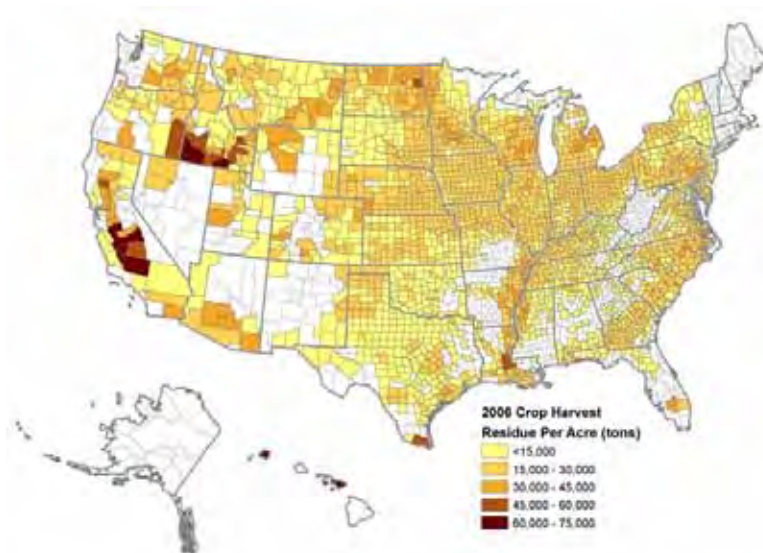 2006 Crop Harvest
Residue Per Acre (tons)
<15,000
15,000 - 30,000
30,000 - 45,000
45,000 - 60,000
60,000 - 75,000